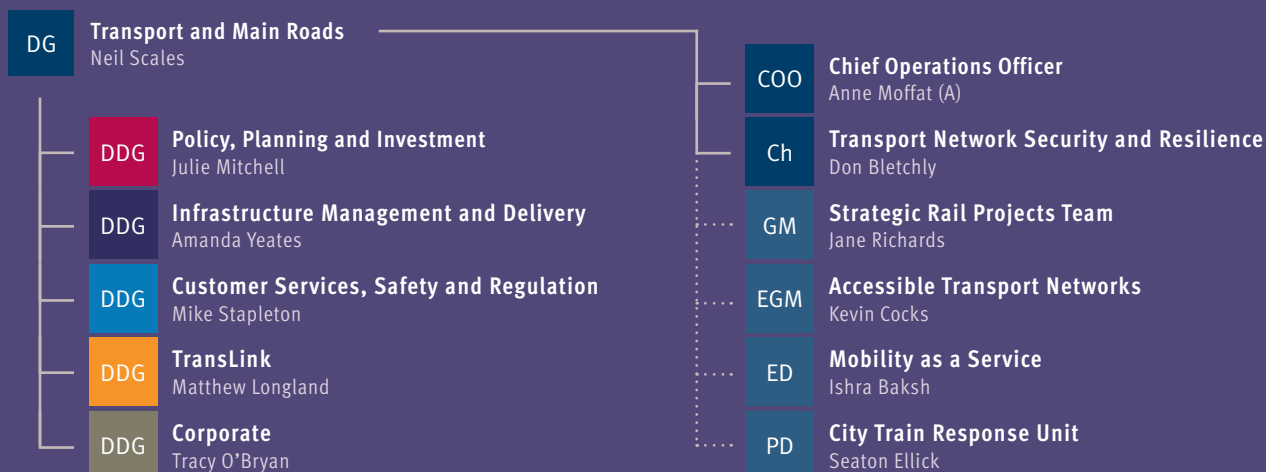 DG
Transport and Main Roads
Neil Scales
DDG
Policy, Planning and Investment
Julie Mitchell
DDG
Infrastructure Management and Delivery
Amanda Yeates
DDG
Customer Services, Safety and Regulation
Mike Stapleton
DDG
TransLink
Matthew Longland
DDG
Corporate
Tracy O’Bryan
COO
Chief Operations Officer
Anne Moffat (A)
Ch
Transport Network Security and Resilience
Don Bletchly
GM
Strategic Rail Projects Team
Jane Richards
EGM
Accessible Transport Networks
Kevin Cocks
ED
Mobility as a Service
Ishra Baksh
PD
City Train Response Unit
Seaton Ellick